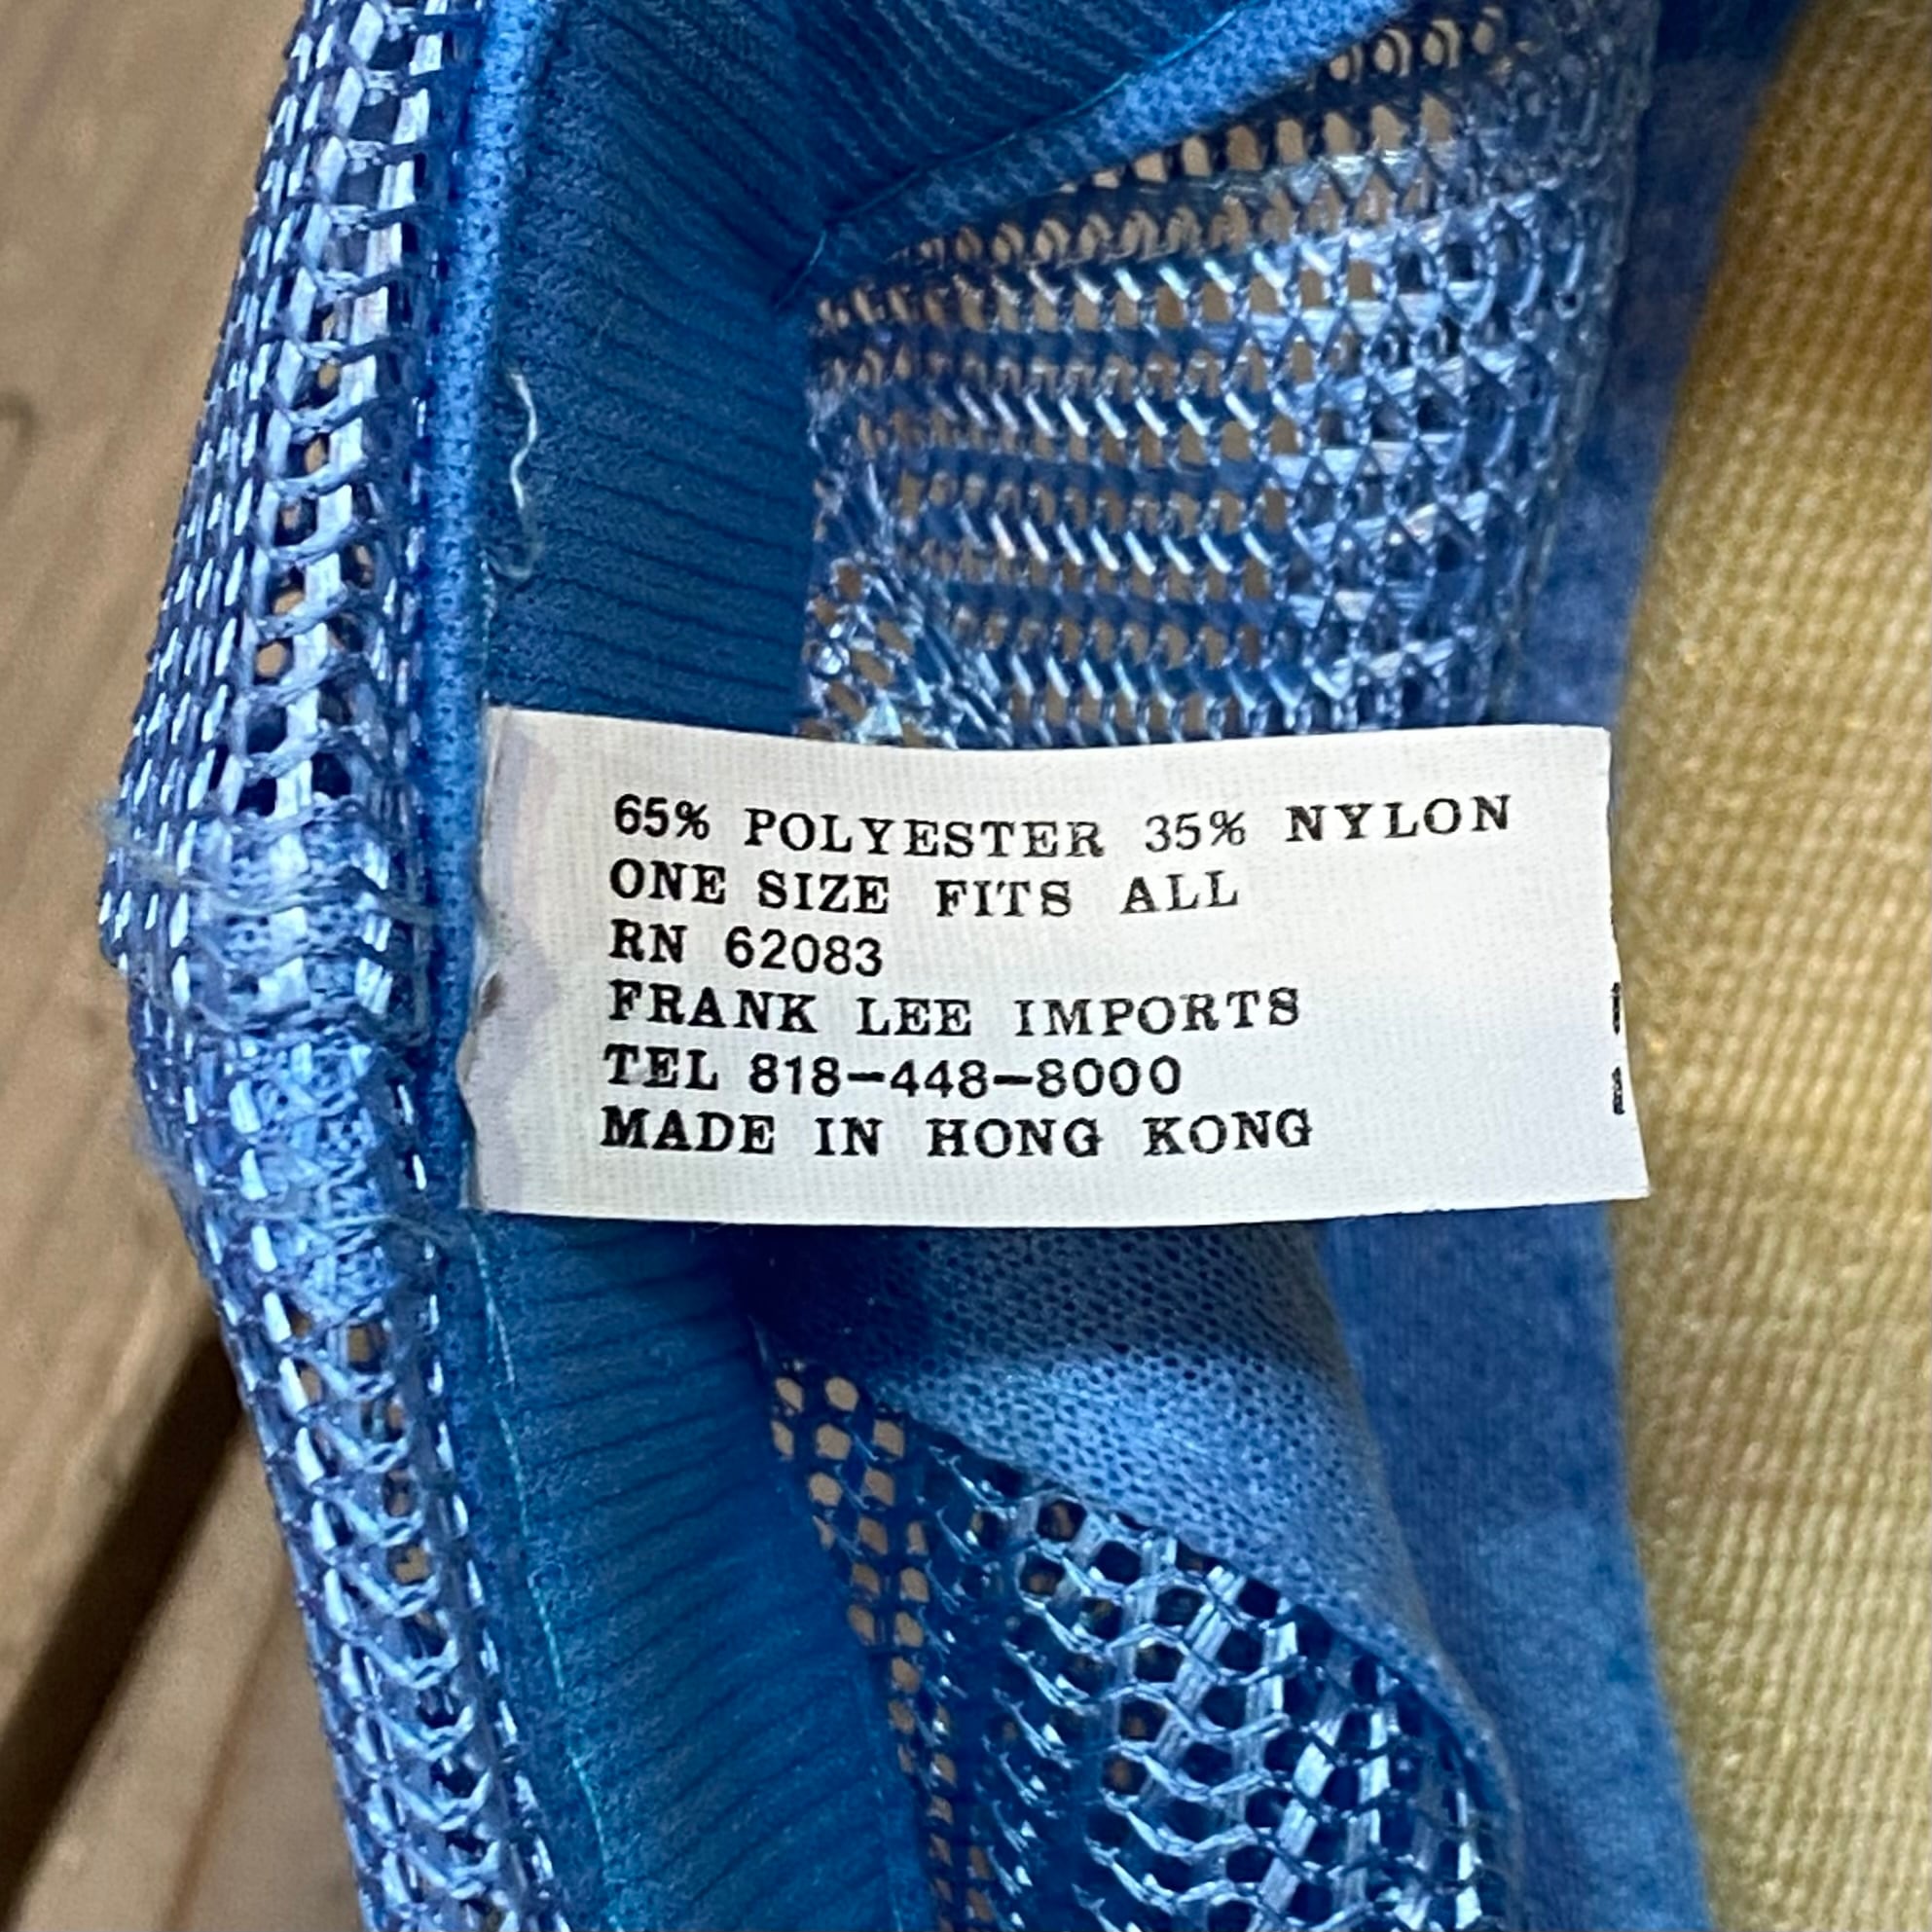 65% POLYESTER 35% NYLON
ONE SIZE FITS ALL
RN 62083
FRANK LEE IMPORTS
TEL 818-448-8000
MADE IN HONG KONG